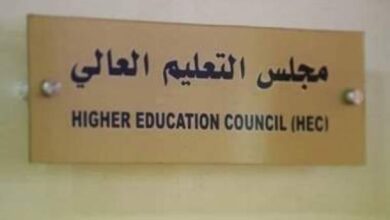 مجلس التعليم العالي
HIGHER EDUCATION COUNCIL (HEC)